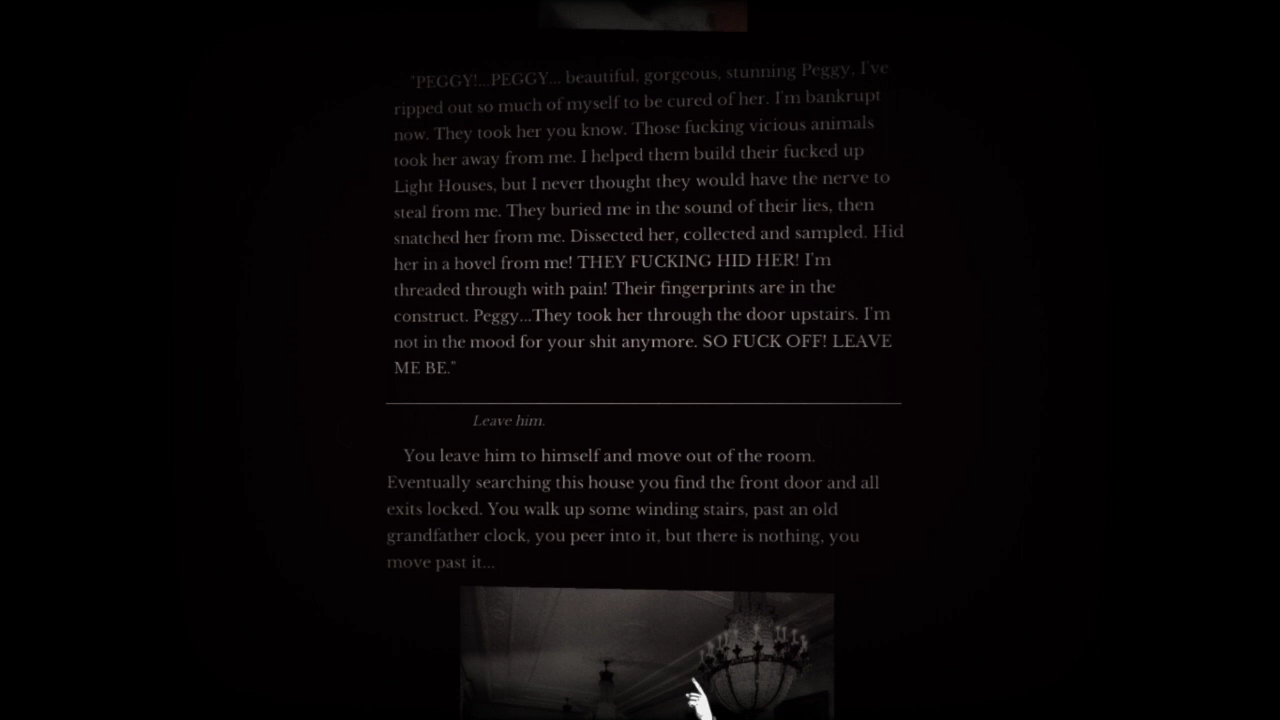 "PEGGY!...PEGGY... beautiful, gorgeous, stunning Peggy, I've
ripped out so much of myself to be cured of her. I'm bankrupt
now. They took her you know. Those fucking vicious animals
took her away from me. I helped them build their fucked up
Light Houses, but I never thought they would have the nerve to
steal from me. They buried me in the sound of their lies, then
snatched her from me. Dissected her, collected and sampled. Hid
her in a hovel from me! THEY FUCKING HID HER! I'm
threaded through with pain! Their fingerprints are in the
construct. Peggy...They took her through the door upstairs. I'm
not in the mood for your shit anymore. SO FUCK OFF! LEAVE
ME BE."
Leave him.
You leave him to himself and move out of the room.
Eventually searching this house you find the front door and all
exits locked. You walk up some winding stairs, past an old
grandfather clock, you peer into it, but there is nothing, you
move past it...